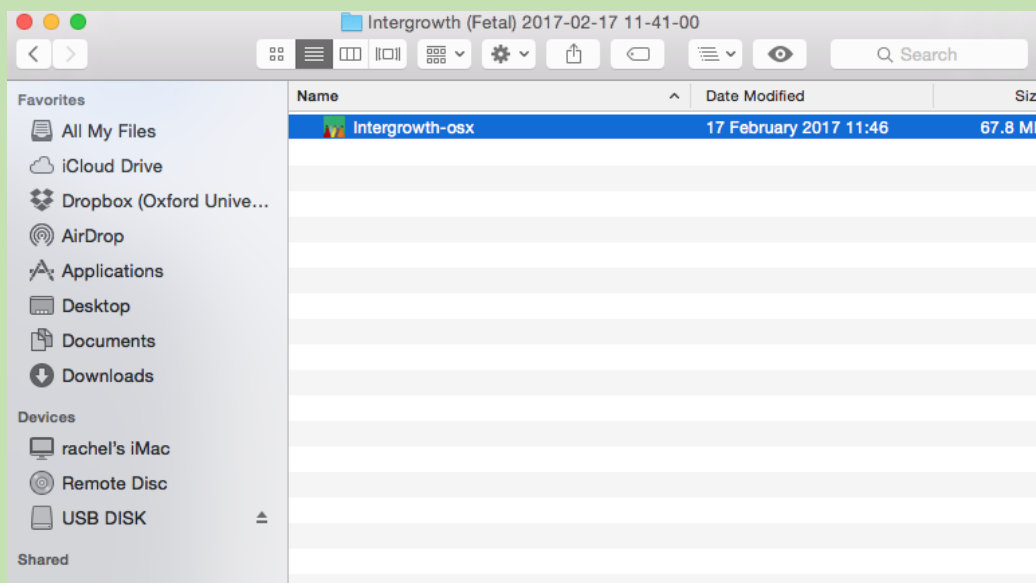 Intergrowth (Fetal) 2017-02-17 11-41-00
Search
Favorites
All My Files
iCloud Drive
Dropbox (Oxford Unive…
AirDrop
Applications
Desktop
Documents
Downloads
Devices
rachel's iMac
Remote Disc
USB DISK
Shared
Name Date Modified Siz
Intergrowth-osx 17 February 2017 11:46 67.8 M